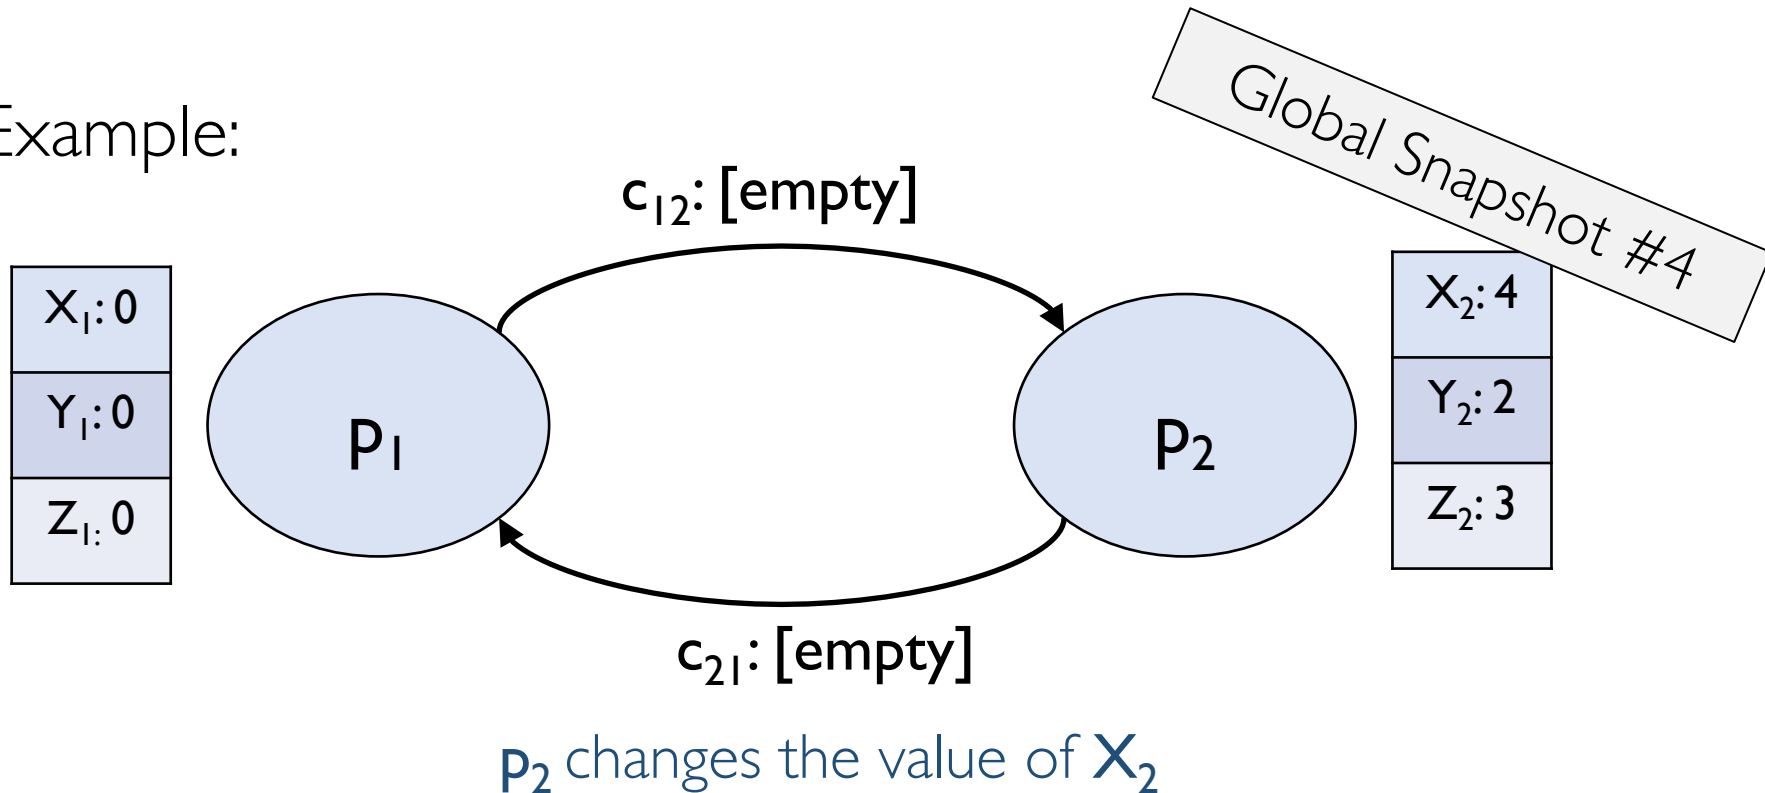 Global Snapshot #4
Example:
c₁₂: [empty]
X₁: 0
Y₁: 0
Z₁: 0
p₁
p₂
X₂: 4
Y₂: 2
Z₂: 3
c₂₁: [empty]
p₂ changes the value of X₂